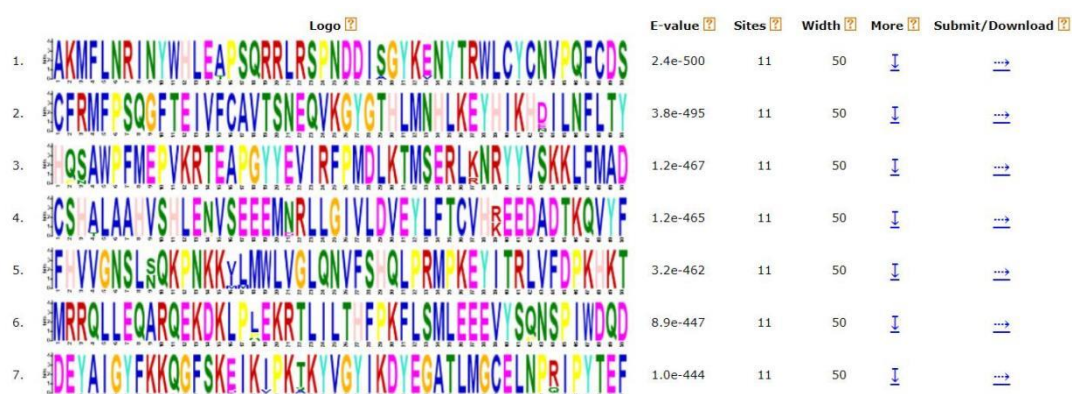 Logo ? E-value ? Sites ? Width ? More ? Submit/Download ?
1. AKMFLNRINYWHLEAPSQRRLRSPNDDISGYKENYTRWLCYCNVPQFCDS 2.4e-500 11 50
2. CFRMFPSQGFTEIVFCAVTSNEQVKGYGTHLMNHLKEYHIKHDILNFLTY 3.8e-495 11 50
3. HQSAWPFMEPVKRTEAPGYYEVIRFPMDLKTMSERLKNRYYVSKKLFMAD 1.2e-467 11 50
4. CSHALAAHVSHLENVSEEEMNRLLGIVLDVEYLFTCVHREEDADTKQVYF 1.2e-465 11 50
5. FHVVGNSLSQKPNKKYLMWLVGLQNVFSHQLPRMPKEYITRLVFDPKHKT 3.2e-462 11 50
6. MRRQLLEQARQEKDKLPLEKRTLILTHFPKFLSMLEEEVYSQNSPIWDQD 8.9e-447 11 50
7. DEYAIGYFKKQGFSKEIKIPKTKYVGYIKDYEGATLMGCELNPRIPYTEF 1.0e-444 11 50